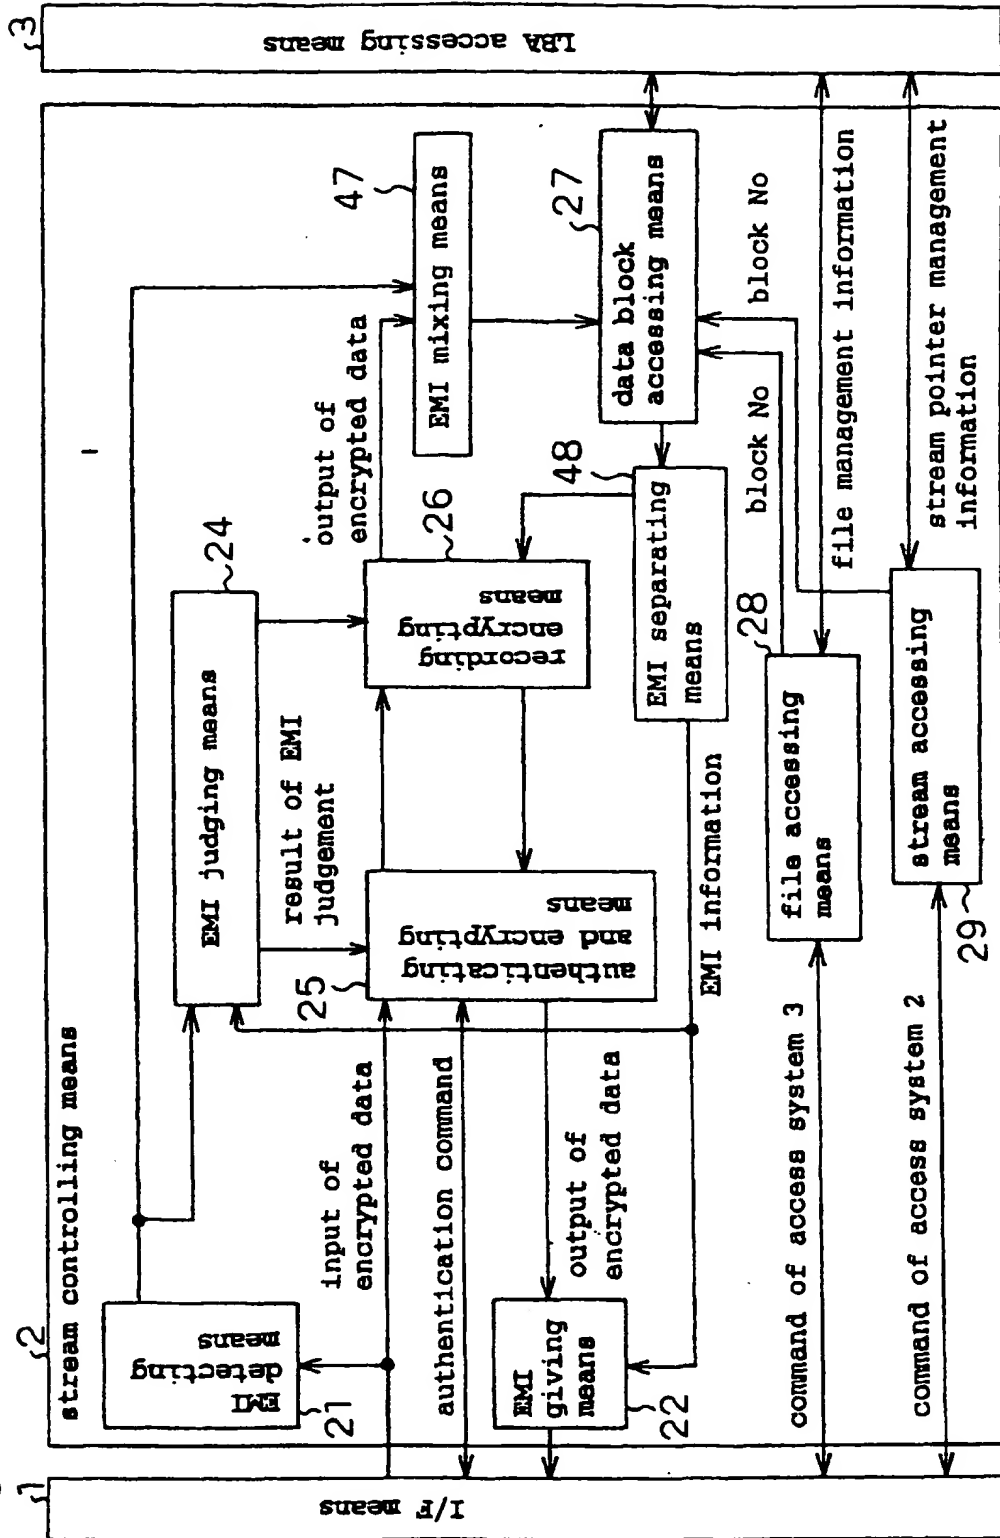 1
I/F means
2
stream controlling means
EMI
detecting
means
21
input of
encrypted data
authentication command
EMI
giving
means
22
output of
encrypted data
command of access system 3
command of access system 2
EMI judging means
24
result of EMI
judgement
25
authenticating
and encrypting
means
recording
encrypting
means
26
output of
encrypted data
EMI mixing means
47
EMI information
EMI separating
means
48
data block
accessing means
27
block No
block No
file accessing
means
28
file management information
stream accessing
means
29
stream pointer management
information
3
LBA accessing means